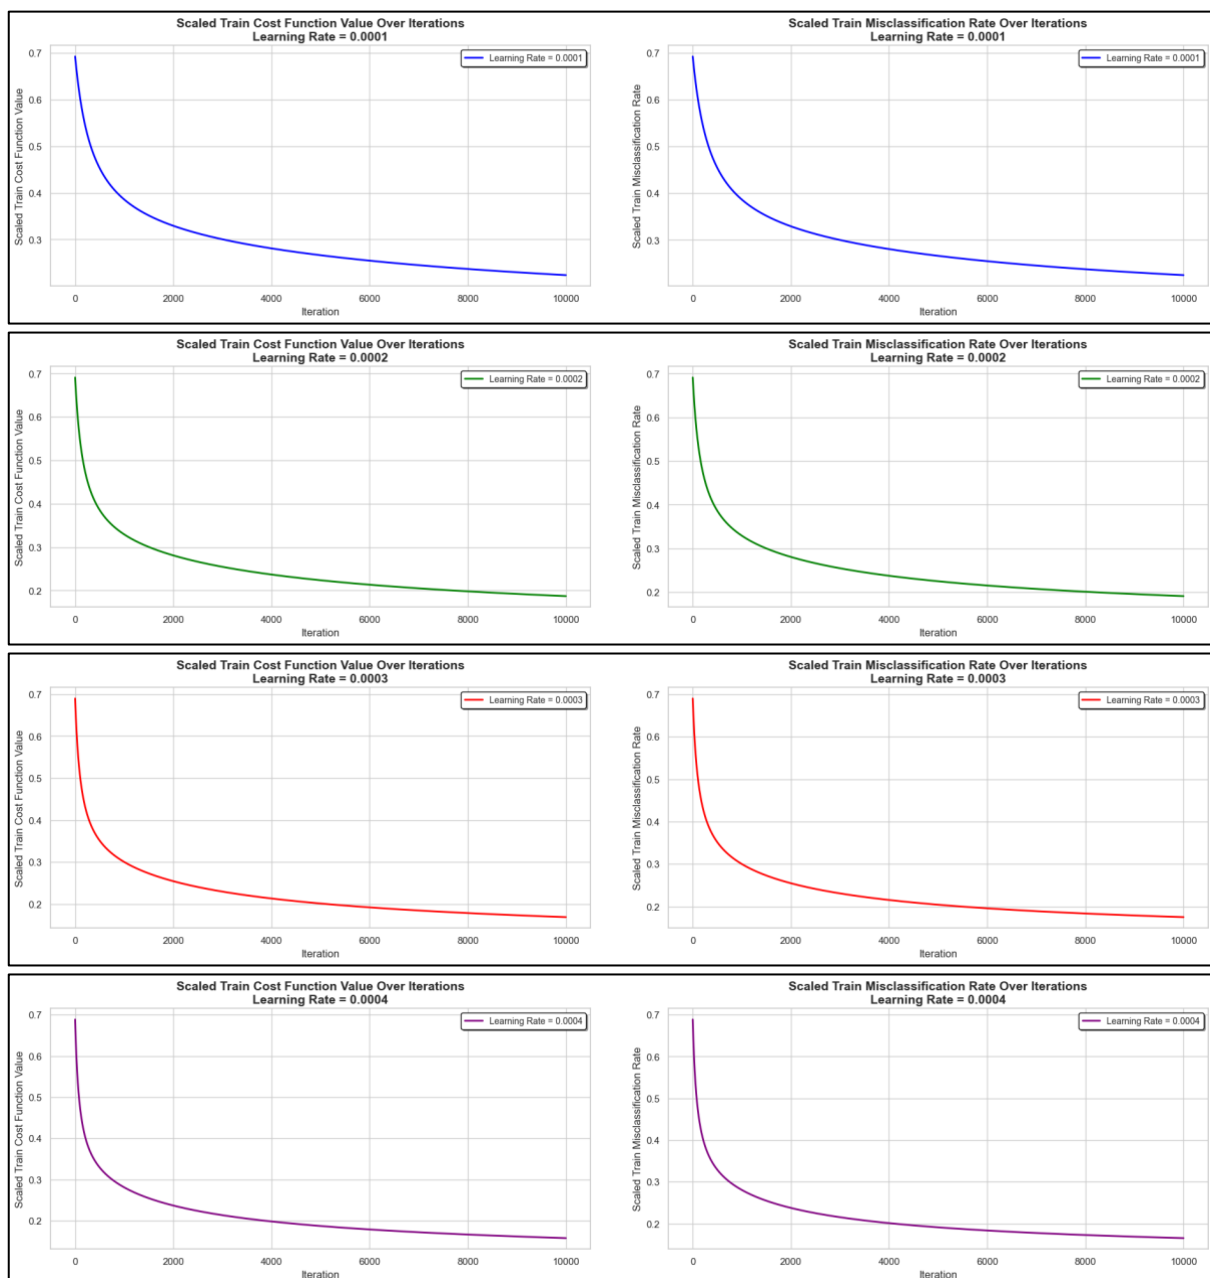 Scaled Train Cost Function Value Over Iterations
Learning Rate = 0.0001
Learning Rate = 0.0001
Scaled Train Cost Function Value
0.7
0.6
0.5
0.4
0.3
0 2000 4000 6000 8000 10000
Iteration
Scaled Train Misclassification Rate Over Iterations
Learning Rate = 0.0001
Learning Rate = 0.0001
Scaled Train Misclassification Rate
0.7
0.6
0.5
0.4
0.3
0 2000 4000 6000 8000 10000
Iteration
Scaled Train Cost Function Value Over Iterations
Learning Rate = 0.0002
Learning Rate = 0.0002
Scaled Train Cost Function Value
0.7
0.6
0.5
0.4
0.3
0.2
0 2000 4000 6000 8000 10000
Iteration
Scaled Train Misclassification Rate Over Iterations
Learning Rate = 0.0002
Learning Rate = 0.0002
Scaled Train Misclassification Rate
0.7
0.6
0.5
0.4
0.3
0.2
0 2000 4000 6000 8000 10000
Iteration
Scaled Train Cost Function Value Over Iterations
Learning Rate = 0.0003
Learning Rate = 0.0003
Scaled Train Cost Function Value
0.7
0.6
0.5
0.4
0.3
0.2
0 2000 4000 6000 8000 10000
Iteration
Scaled Train Misclassification Rate Over Iterations
Learning Rate = 0.0003
Learning Rate = 0.0003
Scaled Train Misclassification Rate
0.7
0.6
0.5
0.4
0.3
0.2
0 2000 4000 6000 8000 10000
Iteration
Scaled Train Cost Function Value Over Iterations
Learning Rate = 0.0004
Learning Rate = 0.0004
Scaled Train Cost Function Value
0.7
0.6
0.5
0.4
0.3
0.2
0 2000 4000 6000 8000 10000
Iteration
Scaled Train Misclassification Rate Over Iterations
Learning Rate = 0.0004
Learning Rate = 0.0004
Scaled Train Misclassification Rate
0.7
0.6
0.5
0.4
0.3
0.2
0 2000 4000 6000 8000 10000
Iteration